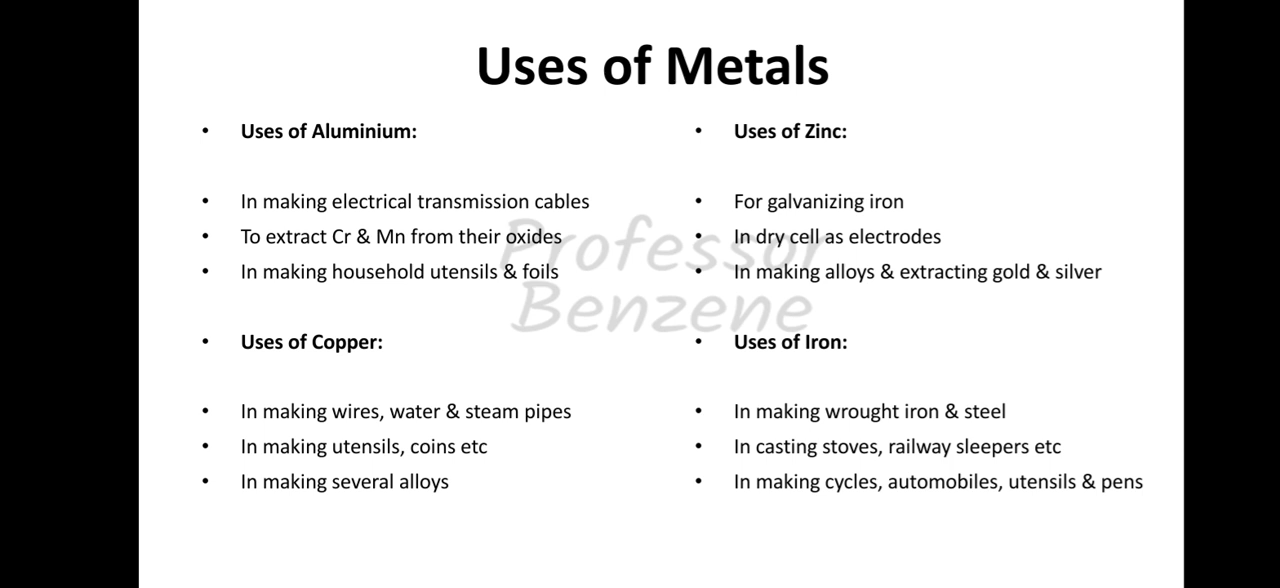 Uses of Metals
• Uses of Aluminium:
• In making electrical transmission cables
• To extract Cr & Mn from their oxides
• In making household utensils & foils
• Uses of Copper:
• In making wires, water & steam pipes
• In making utensils, coins etc
• In making several alloys
• Uses of Zinc:
• For galvanizing iron
• In dry cell as electrodes
• In making alloys & extracting gold & silver
• Uses of Iron:
• In making wrought iron & steel
• In casting stoves, railway sleepers etc
• In making cycles, automobiles, utensils & pens
Professor
Benzene